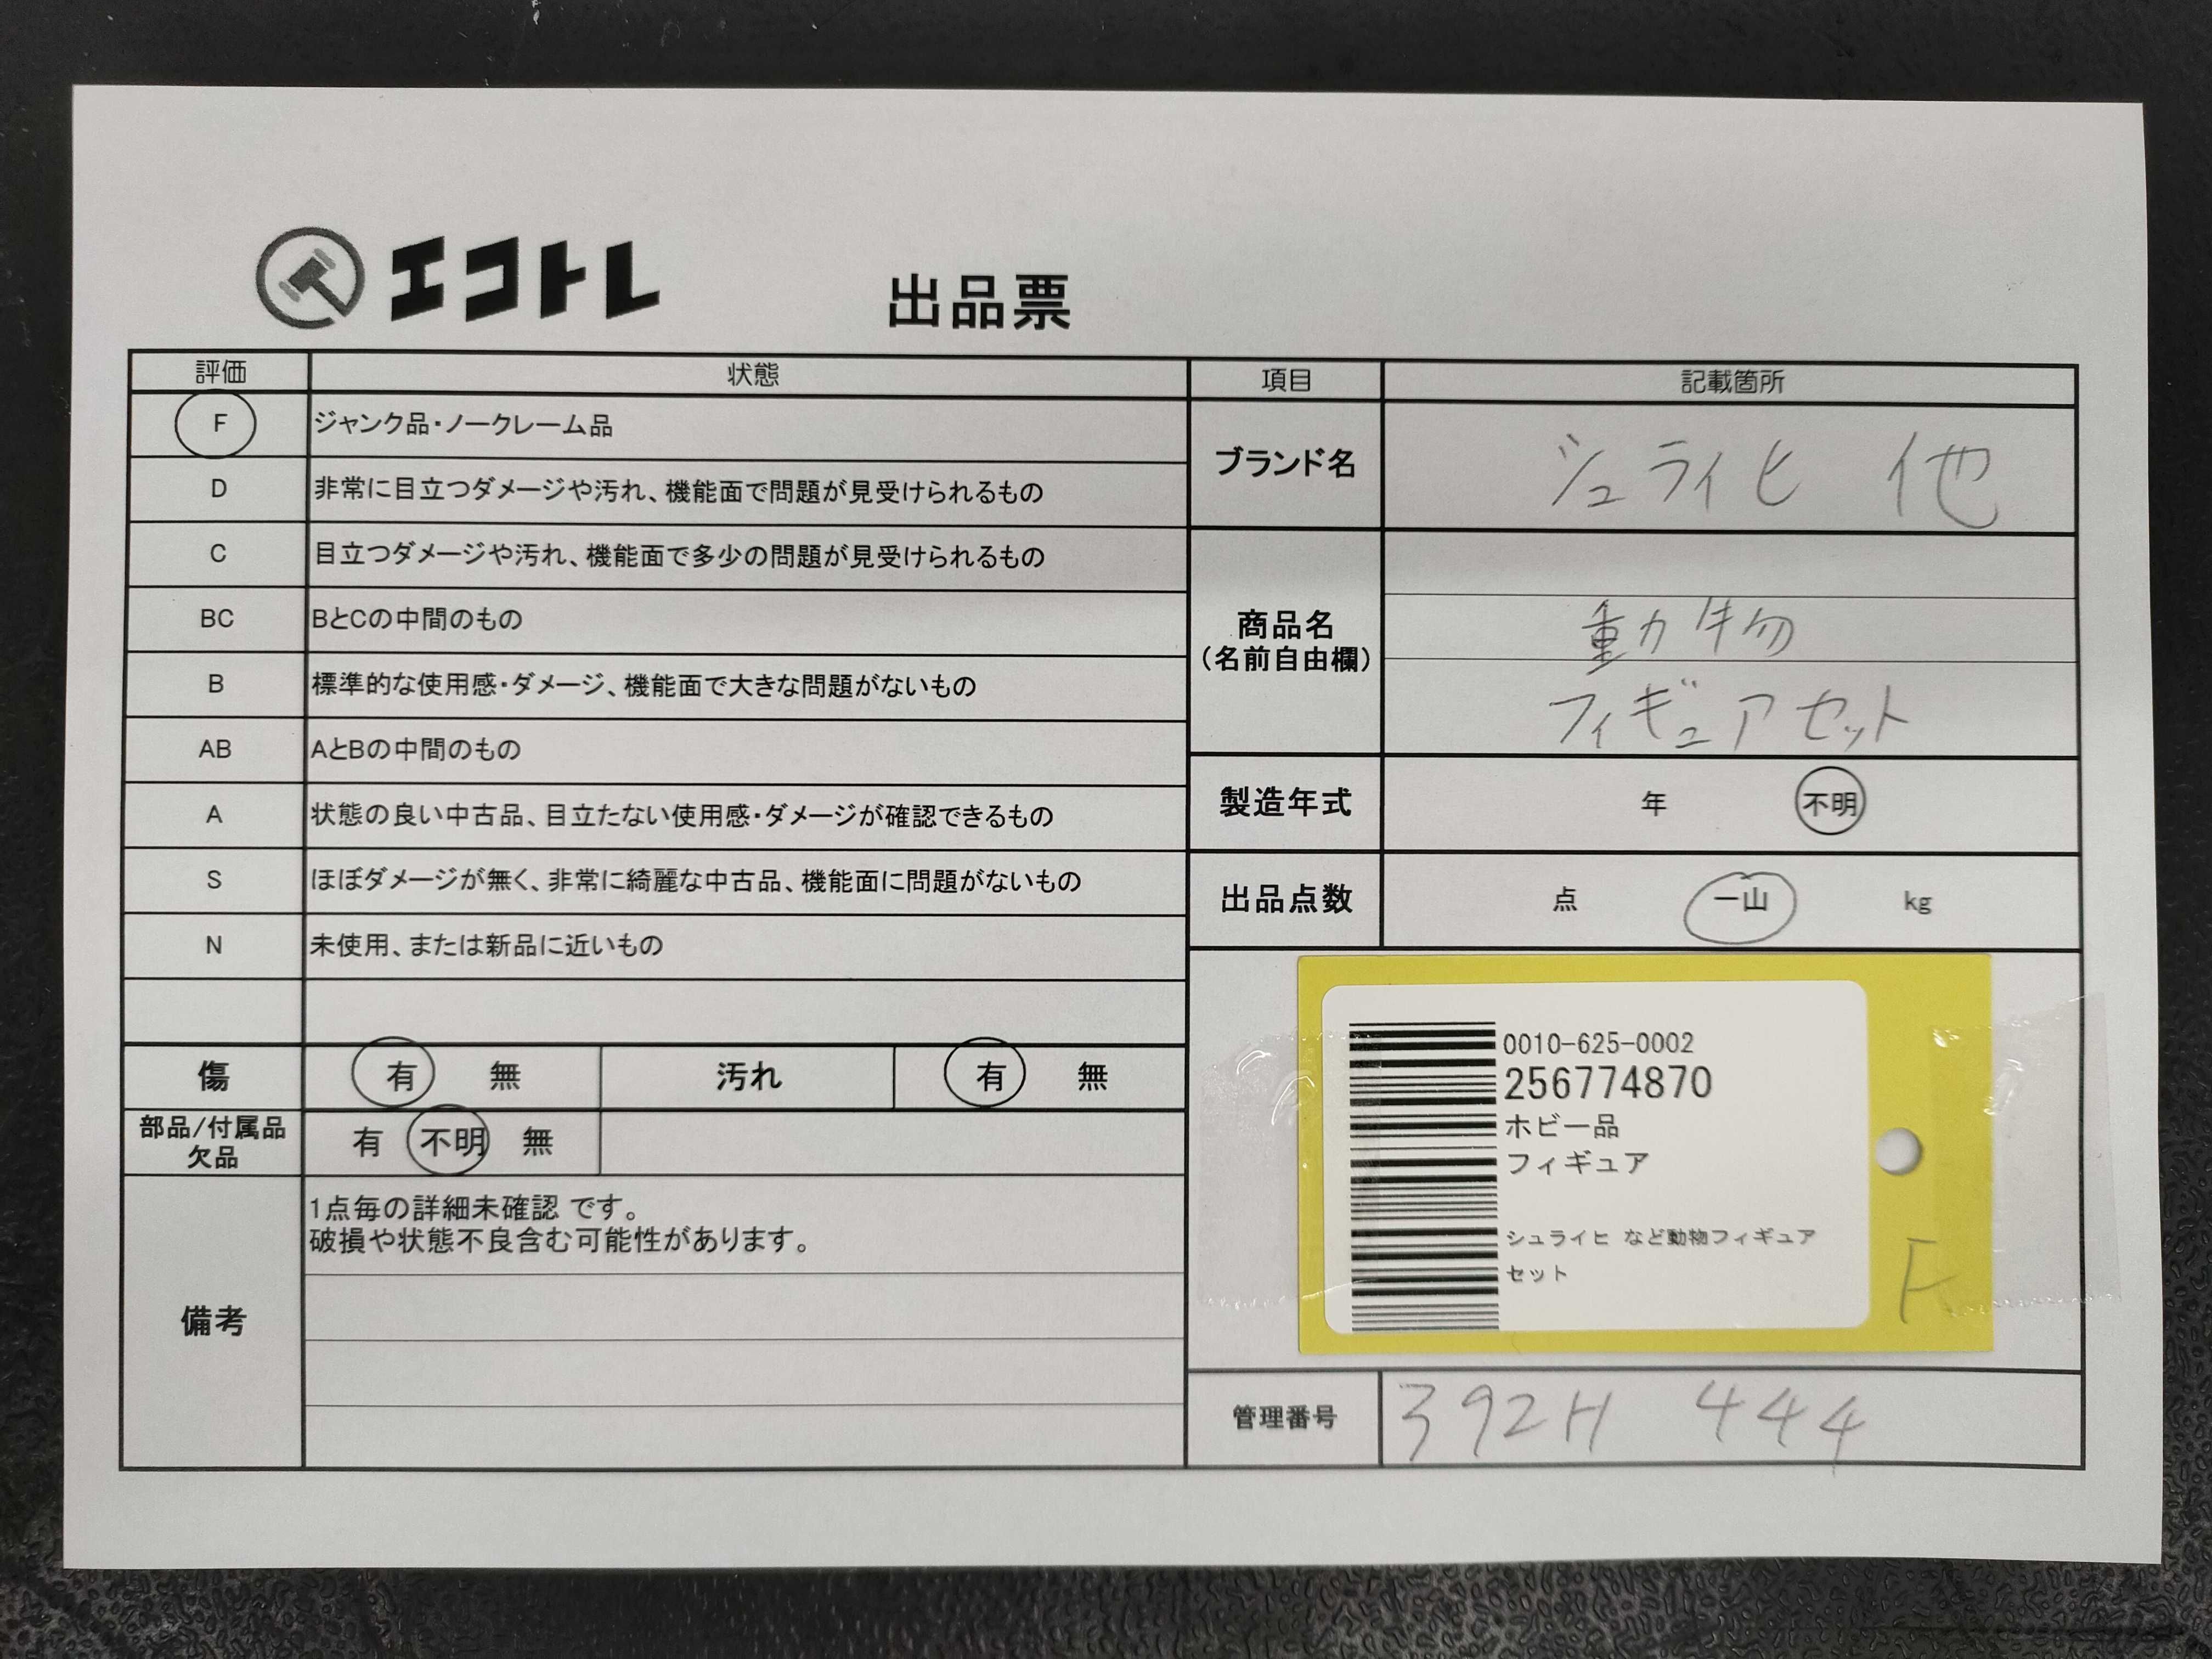 エコトレ
出品票
評価 状態
F ジャンク品・ノークレーム品
D 非常に目立つダメージや汚れ、機能面で問題が見受けられるもの
C 目立つダメージや汚れ、機能面で多少の問題が見受けられるもの
BC BとCの中間のもの
B 標準的な使用感・ダメージ、機能面で大きな問題がないもの
AB AとBの中間のもの
A 状態の良い中古品、目立たない使用感・ダメージが確認できるもの
S ほぼダメージが無く、非常に綺麗な中古品、機能面に問題がないもの
N 未使用、または新品に近いもの
傷 有 無 汚れ 有 無
部品/付属品
欠品
有 不明 無
備考
1点毎の詳細未確認 です。
破損や状態不良含む可能性があります。
項目 記載箇所
ブランド名 シュライヒ 他
商品名
(名前自由欄)
動物
フィギュアセット
製造年式 年 不明
出品点数 点 一山 kg
0010-625-0002
256774870
ホビー品
フィギュア
シュライヒ など動物フィギュア
セット
F
管理番号 392H 444